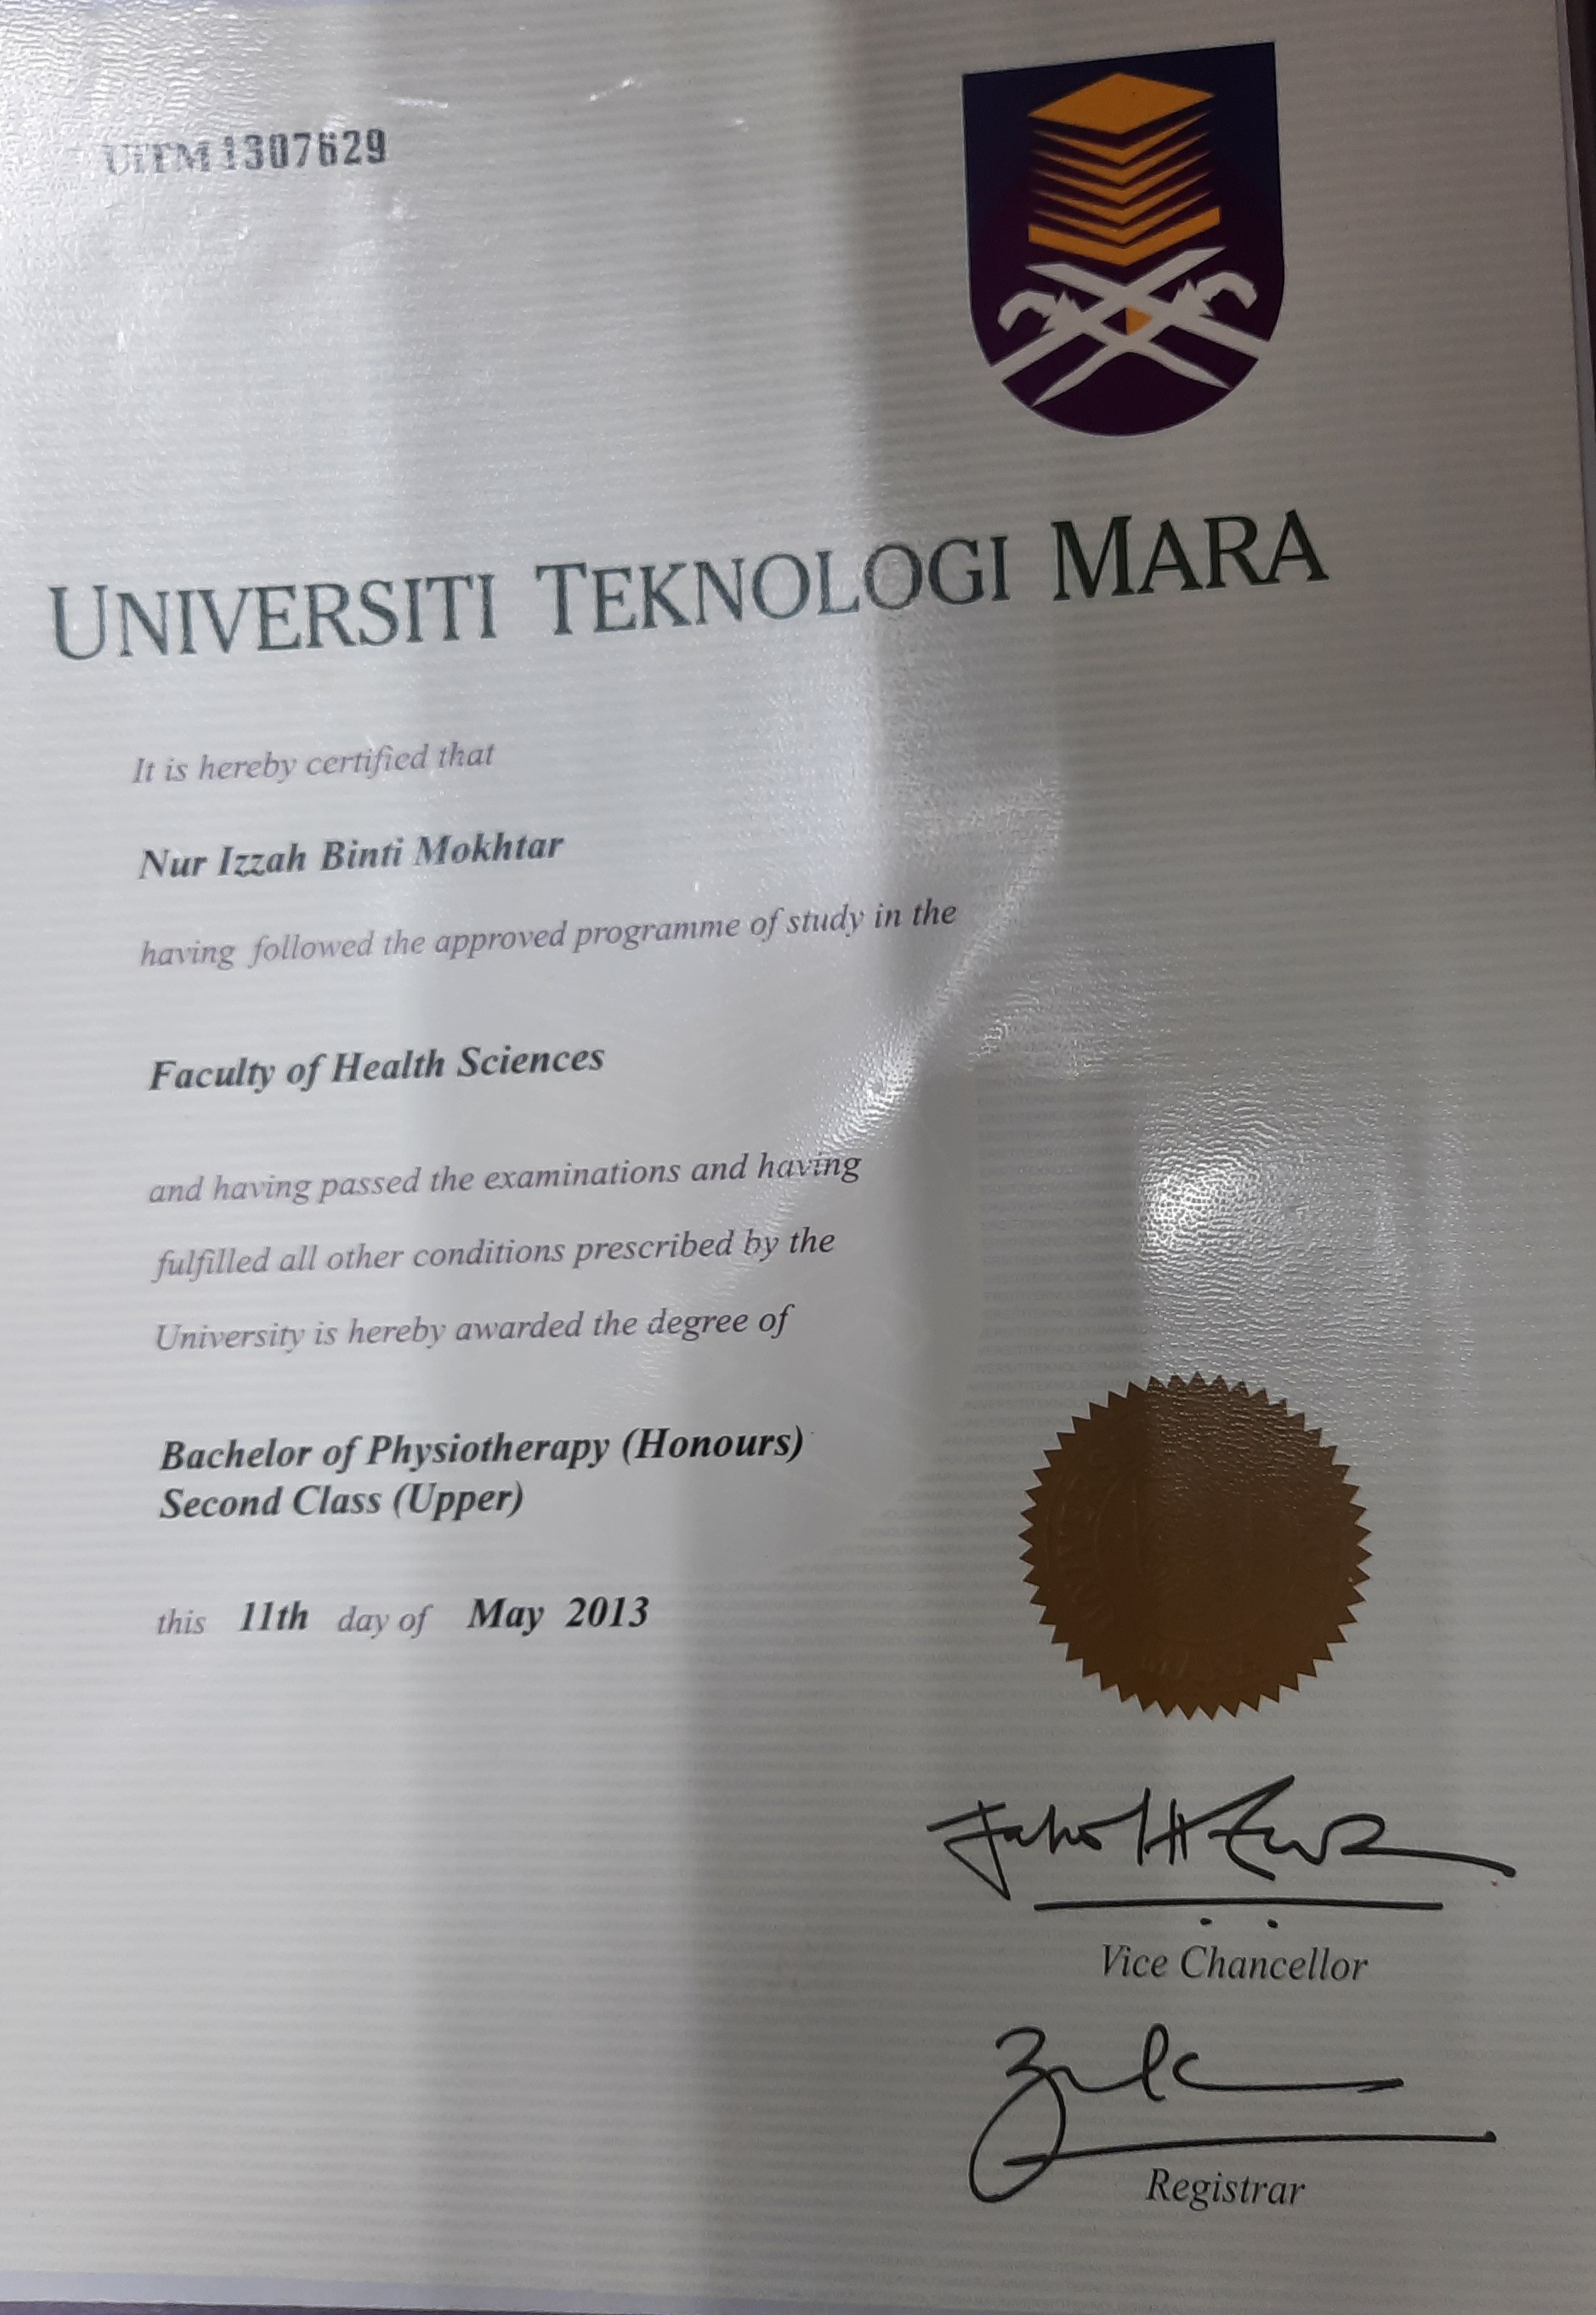 UiTM 1307629
UNIVERSITI TEKNOLOGI MARA
It is hereby certified that
Nur Izzah Binti Mokhtar
having followed the approved programme of study in the
Faculty of Health Sciences
and having passed the examinations and having
fulfilled all other conditions prescribed by the
University is hereby awarded the degree of
Bachelor of Physiotherapy (Honours)
Second Class (Upper)
this 11th day of May 2013
Vice Chancellor
Registrar